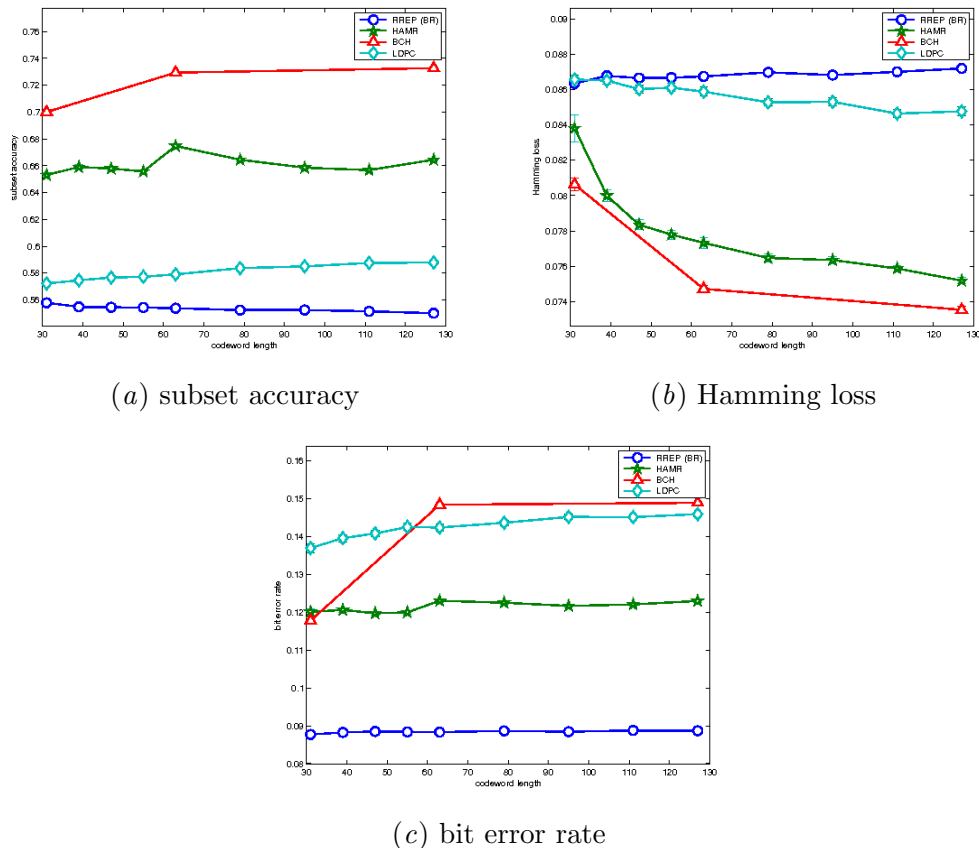 0.76
0.74
0.72
0.7
0.68
0.66
0.64
0.62
0.6
0.58
0.56
subset accuracy
30 40 50 60 70 80 90 100 110 120 130
codeword length
RREP (BR)
HAMR
BCH
LDPC
(a) subset accuracy
0.09
0.088
0.086
0.084
0.082
0.08
0.078
0.076
0.074
Hamming loss
30 40 50 60 70 80 90 100 110 120 130
codeword length
RREP (BR)
HAMR
BCH
LDPC
(b) Hamming loss
0.16
0.15
0.14
0.13
0.12
0.11
0.1
0.09
0.08
bit error rate
30 40 50 60 70 80 90 100 110 120 130
codeword length
RREP (BR)
HAMR
BCH
LDPC
(c) bit error rate